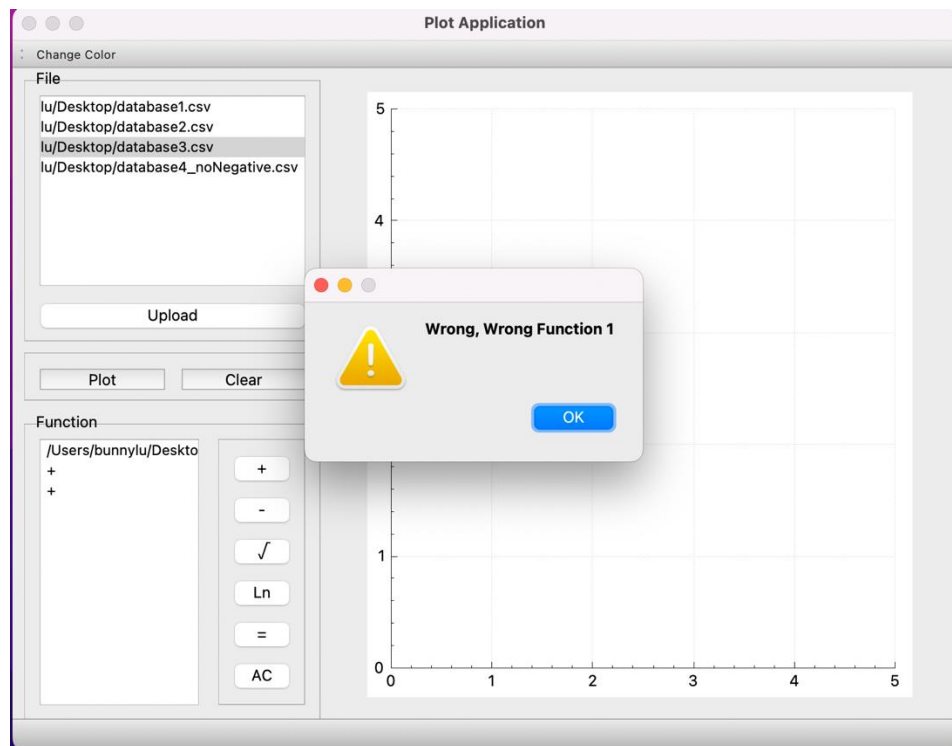 Plot Application
Change Color
File
lu/Desktop/database1.csv
lu/Desktop/database2.csv
lu/Desktop/database3.csv
lu/Desktop/database4_noNegative.csv
Upload
Plot Clear
Function
/Users/bunnylu/Deskto
+
+
+
-
√
Ln
=
AC
Wrong, Wrong Function 1
OK
5
4
1
0
0 1 2 3 4 5